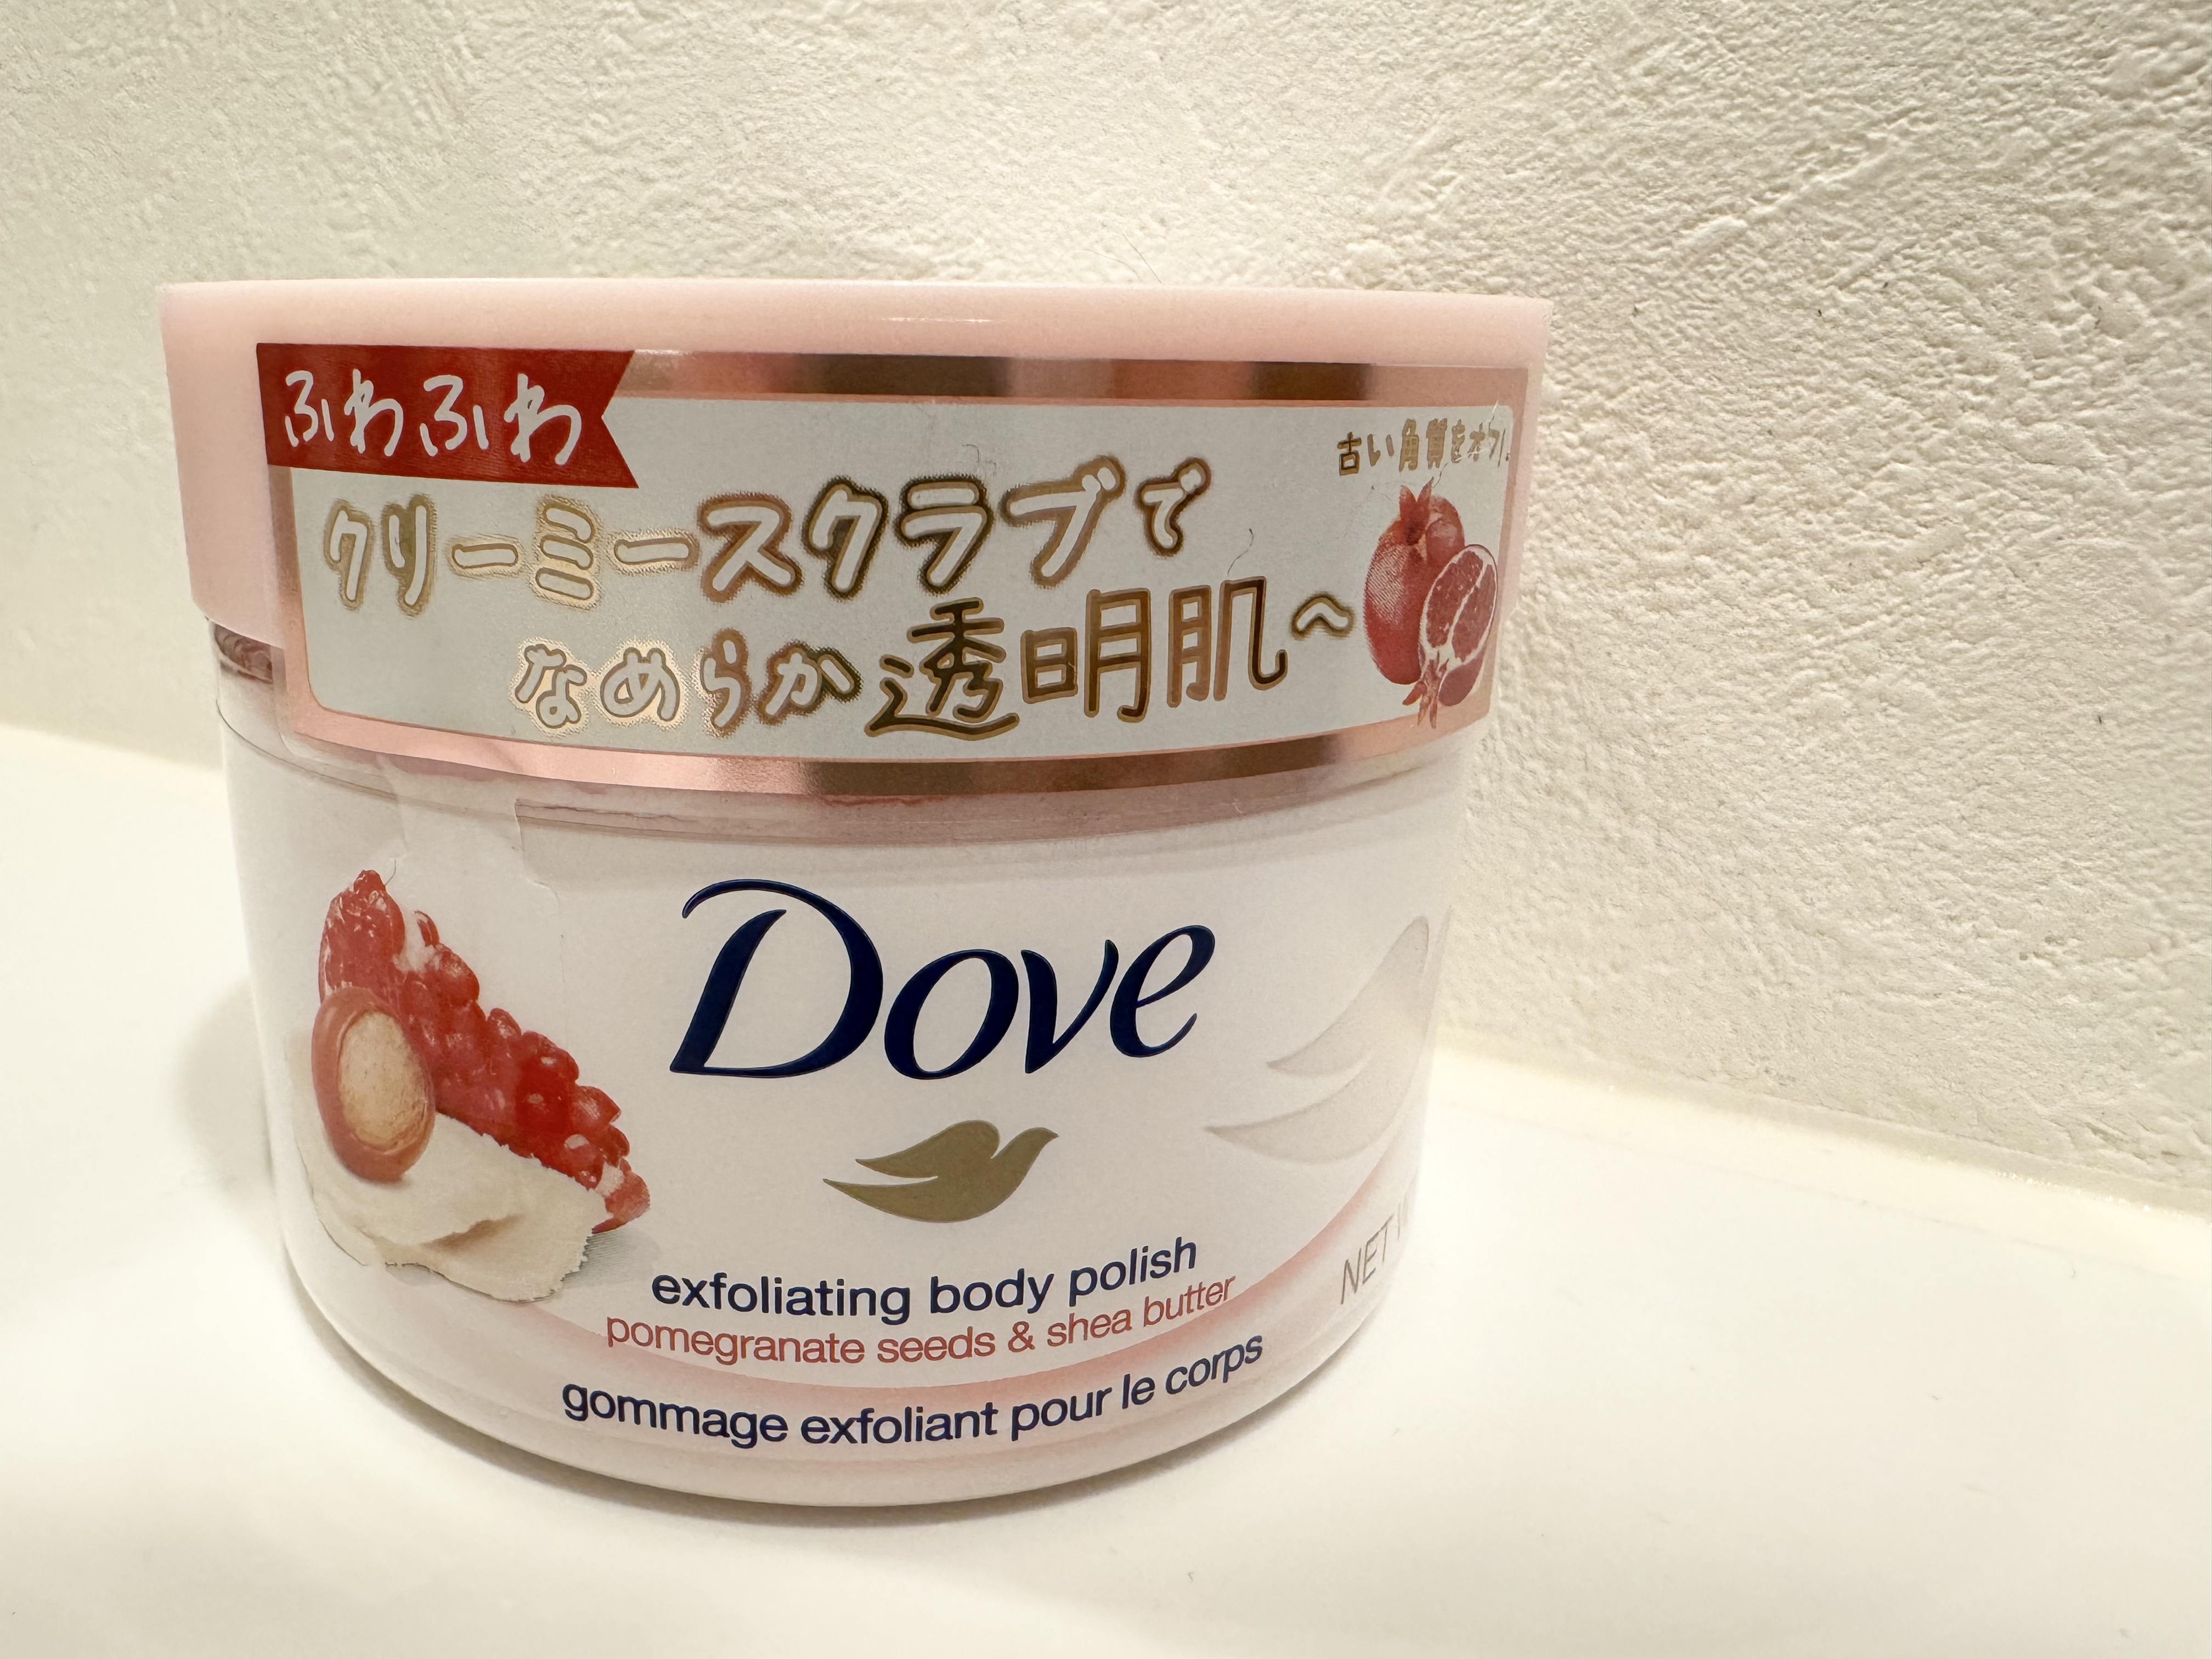 ふわふわ
古い角質をオフ
クリーミースクラブで
なめらか透明肌へ
Dove
exfoliating body polish
pomegranate seeds & shea butter
gommage exfoliant pour le corps
NET